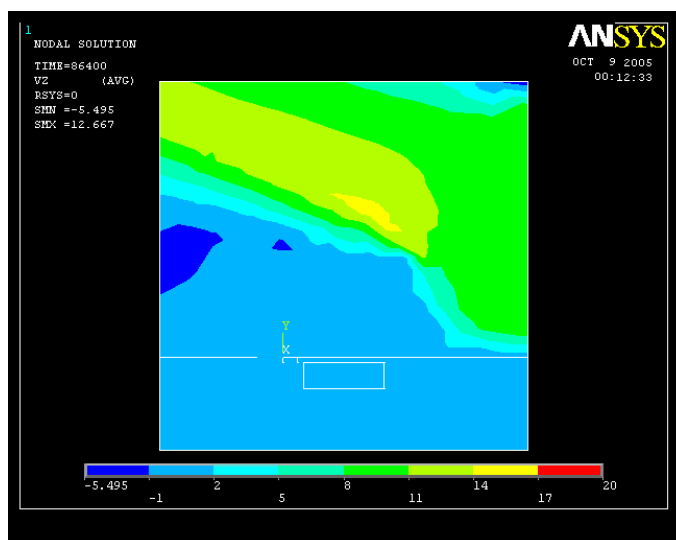 1
NODAL SOLUTION
TIME=86400
VZ (AVG)
RSYS=0
SMN =-5.495
SMX =12.667
ANSYS
OCT 9 2005
00:12:33
Y
X
-5.495 2 8 14 20
-1 5 11 17